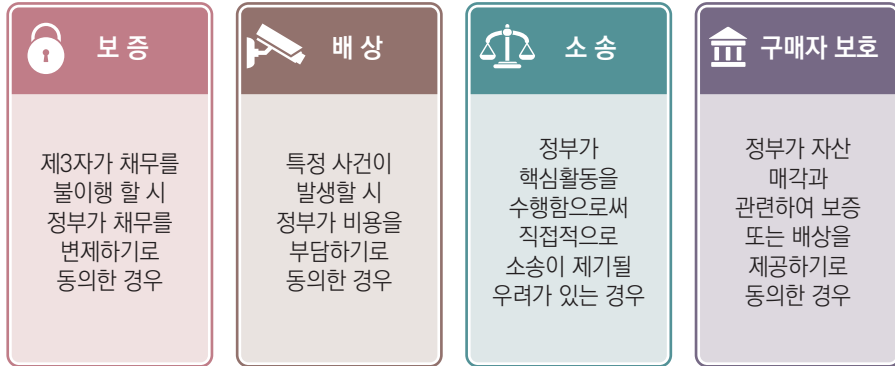 보 증
제3자가 채무를
불이행 할 시
정부가 채무를
변제하기로
동의한 경우
배 상
특정 사건이
발생할 시
정부가 비용을
부담하기로
동의한 경우
소 송
정부가
핵심활동을
수행함으로써
직접적으로
소송이 제기될
우려가 있는 경우
구매자 보호
정부가 자산
매각과
관련하여 보증
또는 배상을
제공하기로
동의한 경우